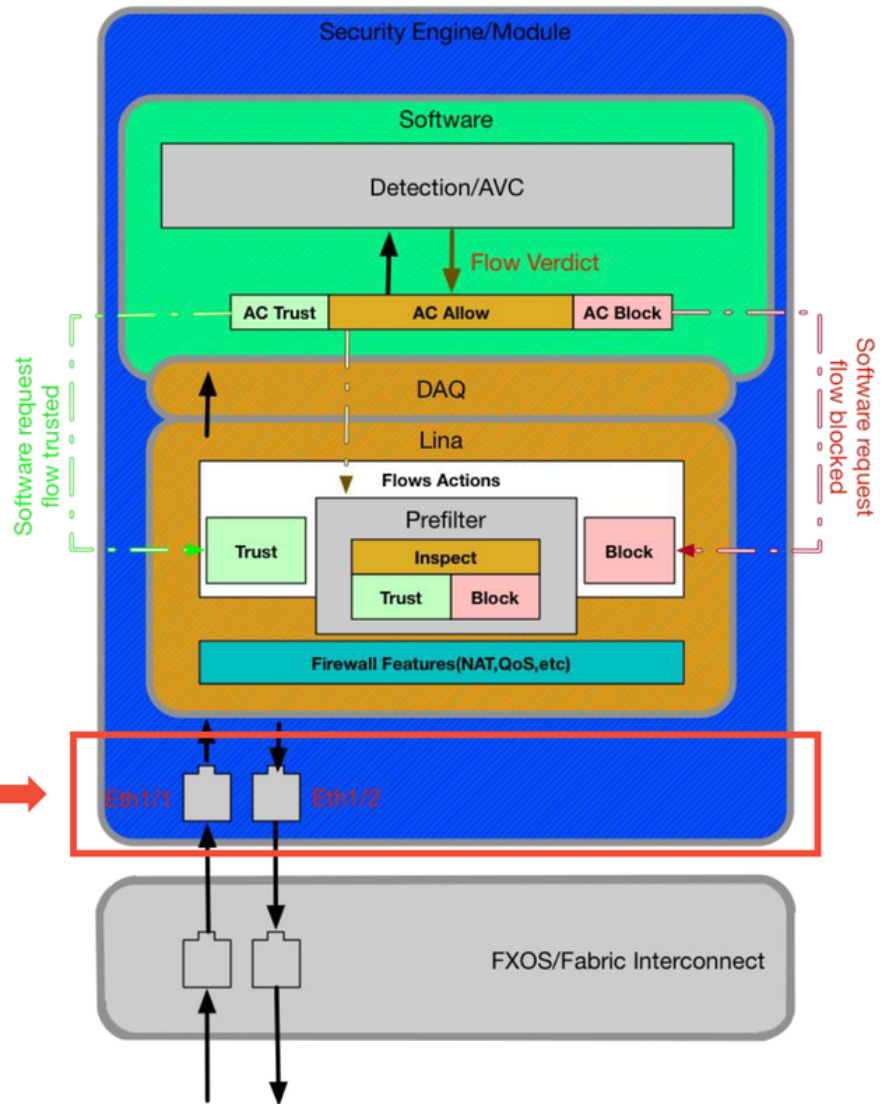 Security Engine/Module
Software
Detection/AVC
Flow Verdict
AC Trust
AC Allow
AC Block
Software request
flow trusted
Software request
flow blocked
DAQ
Lina
Flows Actions
Prefilter
Inspect
Trust
Trust
Block
Block
Firewall Features(NAT,QoS,etc)
Eth1/1
Eth1/2
FXOS/Fabric Interconnect